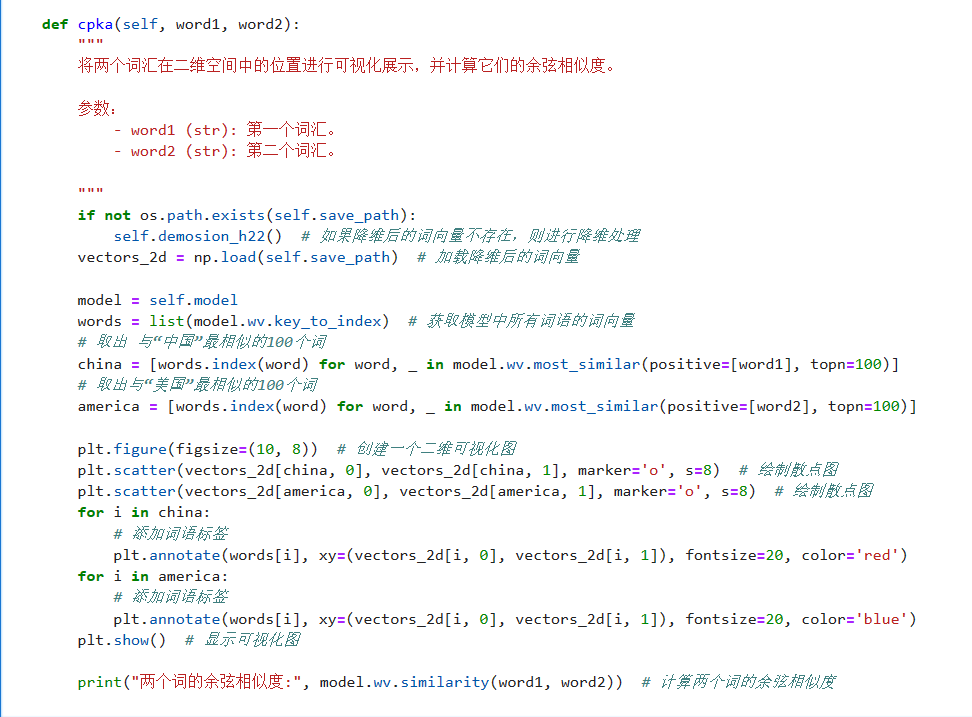 def cpka(self, word1, word2):
"""
将两个词汇在二维空间中的位置进行可视化展示，并计算它们的余弦相似度。
参数：
- word1 (str): 第一个词汇。
- word2 (str): 第二个词汇。
"""
if not os.path.exists(self.save_path):
self.demosion_h22()  # 如果降维后的词向量不存在，则进行降维处理
vectors_2d = np.load(self.save_path)  # 加载降维后的词向量
model = self.model
words = list(model.wv.key_to_index)  # 获取模型中所有词语的词向量
# 取出 与“中国”最相似的100个词
china = [words.index(word) for word, _ in model.wv.most_similar(positive=[word1], topn=100)]
# 取出与“美国”最相似的100个词
america = [words.index(word) for word, _ in model.wv.most_similar(positive=[word2], topn=100)]
plt.figure(figsize=(10, 8))  # 创建一个二维可视化图
plt.scatter(vectors_2d[china, 0], vectors_2d[china, 1], marker='o', s=8)  # 绘制散点图
plt.scatter(vectors_2d[america, 0], vectors_2d[america, 1], marker='o', s=8)  # 绘制散点图
for i in china:
# 添加词语标签
plt.annotate(words[i], xy=(vectors_2d[i, 0], vectors_2d[i, 1]), fontsize=20, color='red')
for i in america:
# 添加词语标签
plt.annotate(words[i], xy=(vectors_2d[i, 0], vectors_2d[i, 1]), fontsize=20, color='blue')
plt.show()  # 显示可视化图
print("两个词的余弦相似度:", model.wv.similarity(word1, word2))  # 计算两个词的余弦相似度